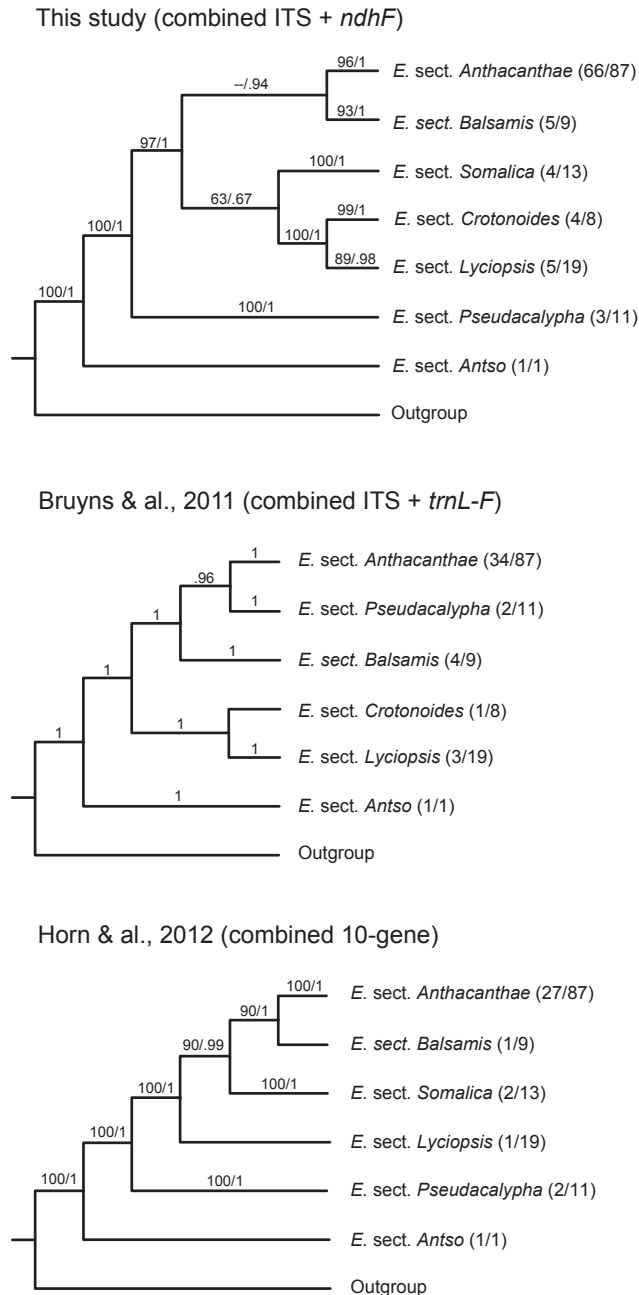 This study (combined ITS + ndhF)
96/1
E. sect. Anthacanthae (66/87)
--/.94
93/1
E. sect. Balsamis (5/9)
97/1
100/1
E. sect. Somalica (4/13)
63/.67
99/1
E. sect. Crotonoides (4/8)
100/1
100/1
89/.98
E. sect. Lyciopsis (5/19)
100/1
100/1
E. sect. Pseudacalypha (3/11)
E. sect. Antso (1/1)
Outgroup
Bruyns & al., 2011 (combined ITS + trnL-F)
1
E. sect. Anthacanthae (34/87)
.96
1
E. sect. Pseudacalypha (2/11)
1
1
E. sect. Balsamis (4/9)
1
E. sect. Crotonoides (1/8)
1
1
E. sect. Lyciopsis (3/19)
1
1
E. sect. Antso (1/1)
Outgroup
Horn & al., 2012 (combined 10-gene)
100/1
E. sect. Anthacanthae (27/87)
90/1
E. sect. Balsamis (1/9)
90/.99
100/1
E. sect. Somalica (2/13)
100/1
E. sect. Lyciopsis (1/19)
100/1
100/1
100/1
E. sect. Pseudacalypha (2/11)
E. sect. Antso (1/1)
Outgroup